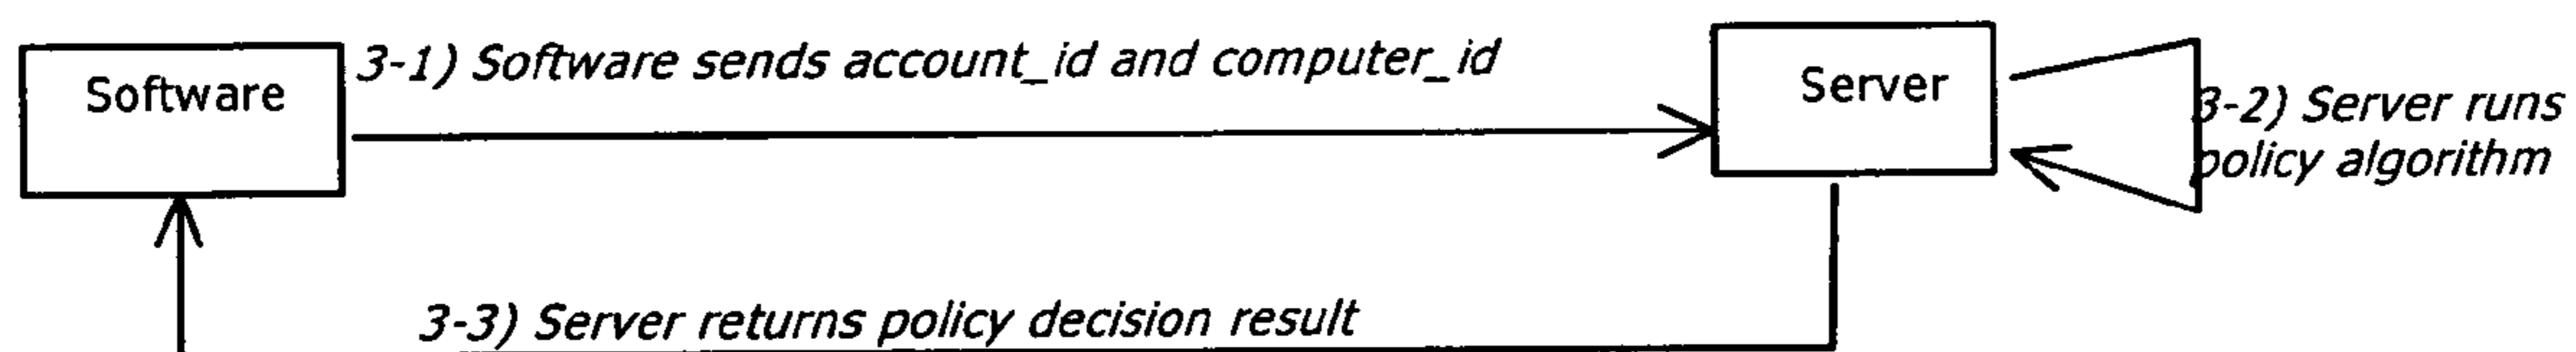 Software
3-1) Software sends account_id and computer_id
Server
3-2) Server runs
policy algorithm
3-3) Server returns policy decision result